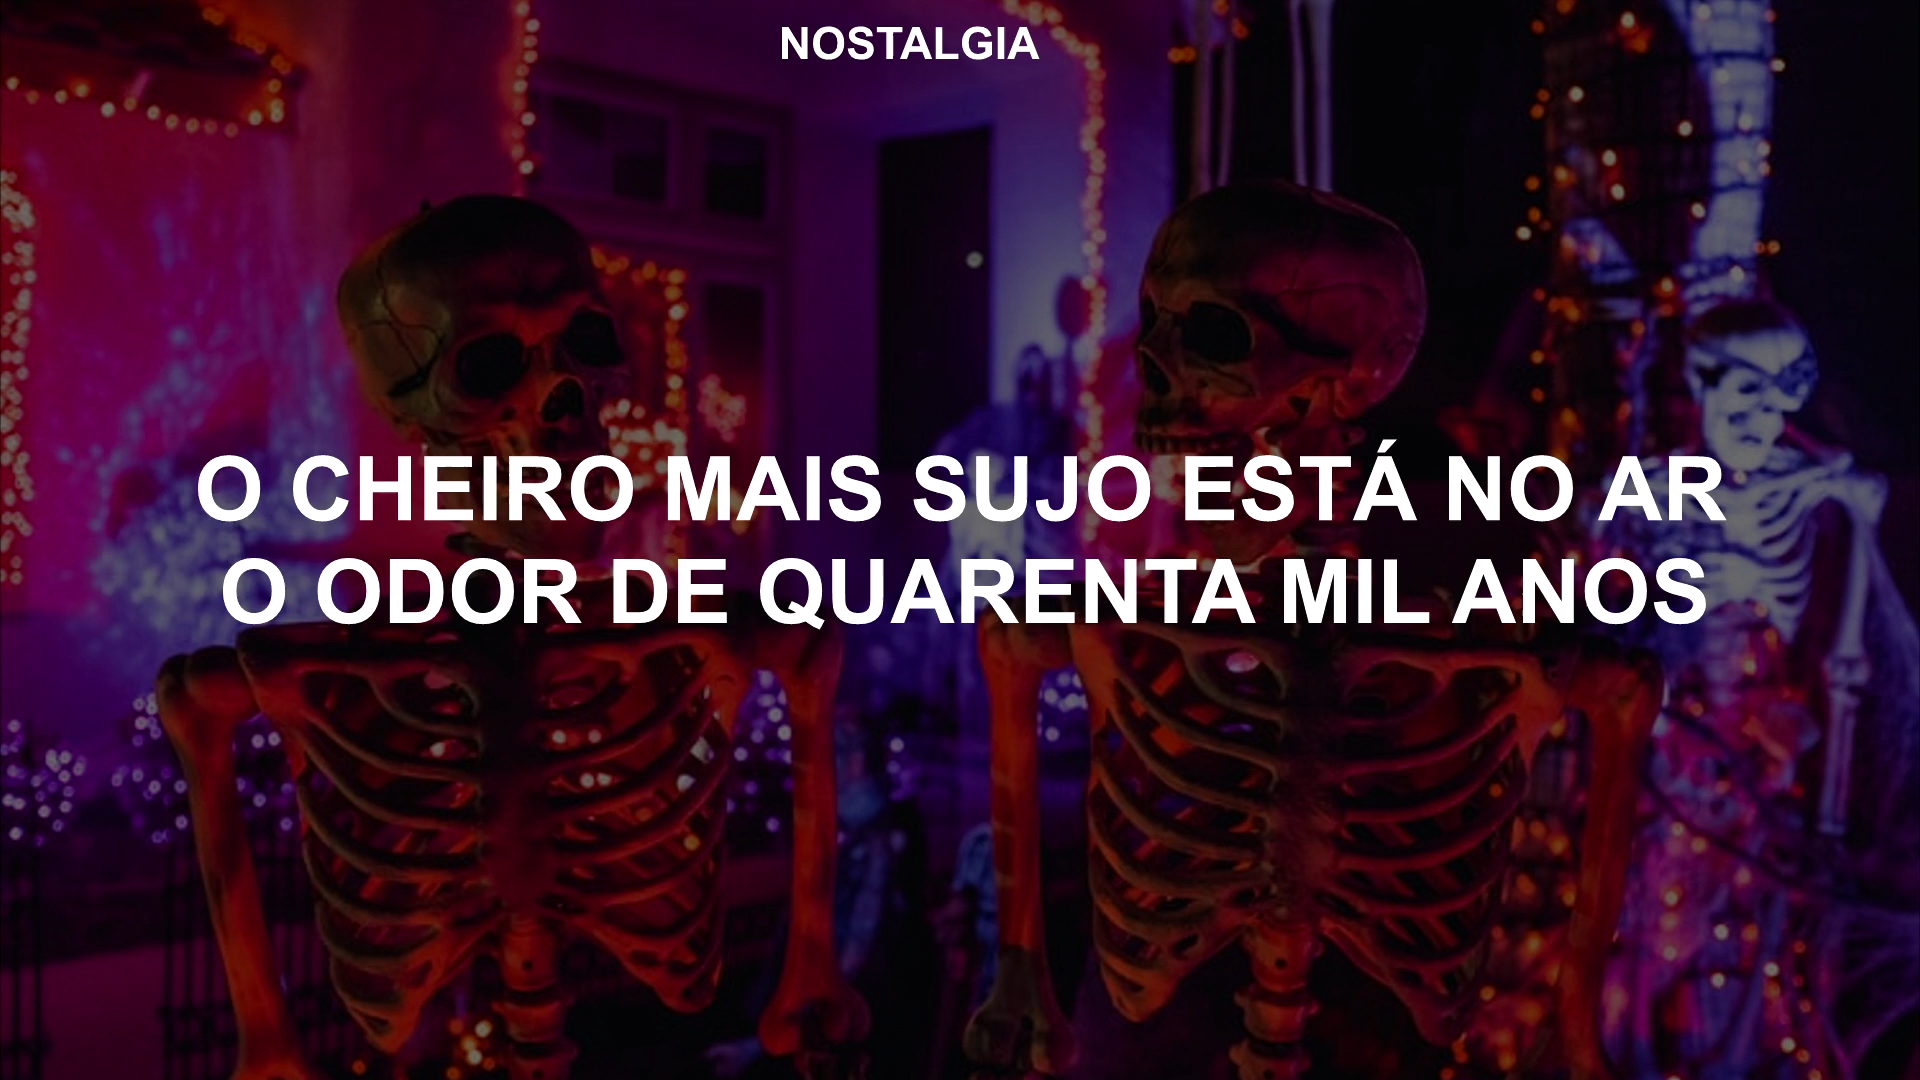 NOSTALGIA
O CHEIRO MAIS SUJO ESTÁ NO AR
O ODOR DE QUARENTA MIL ANOS